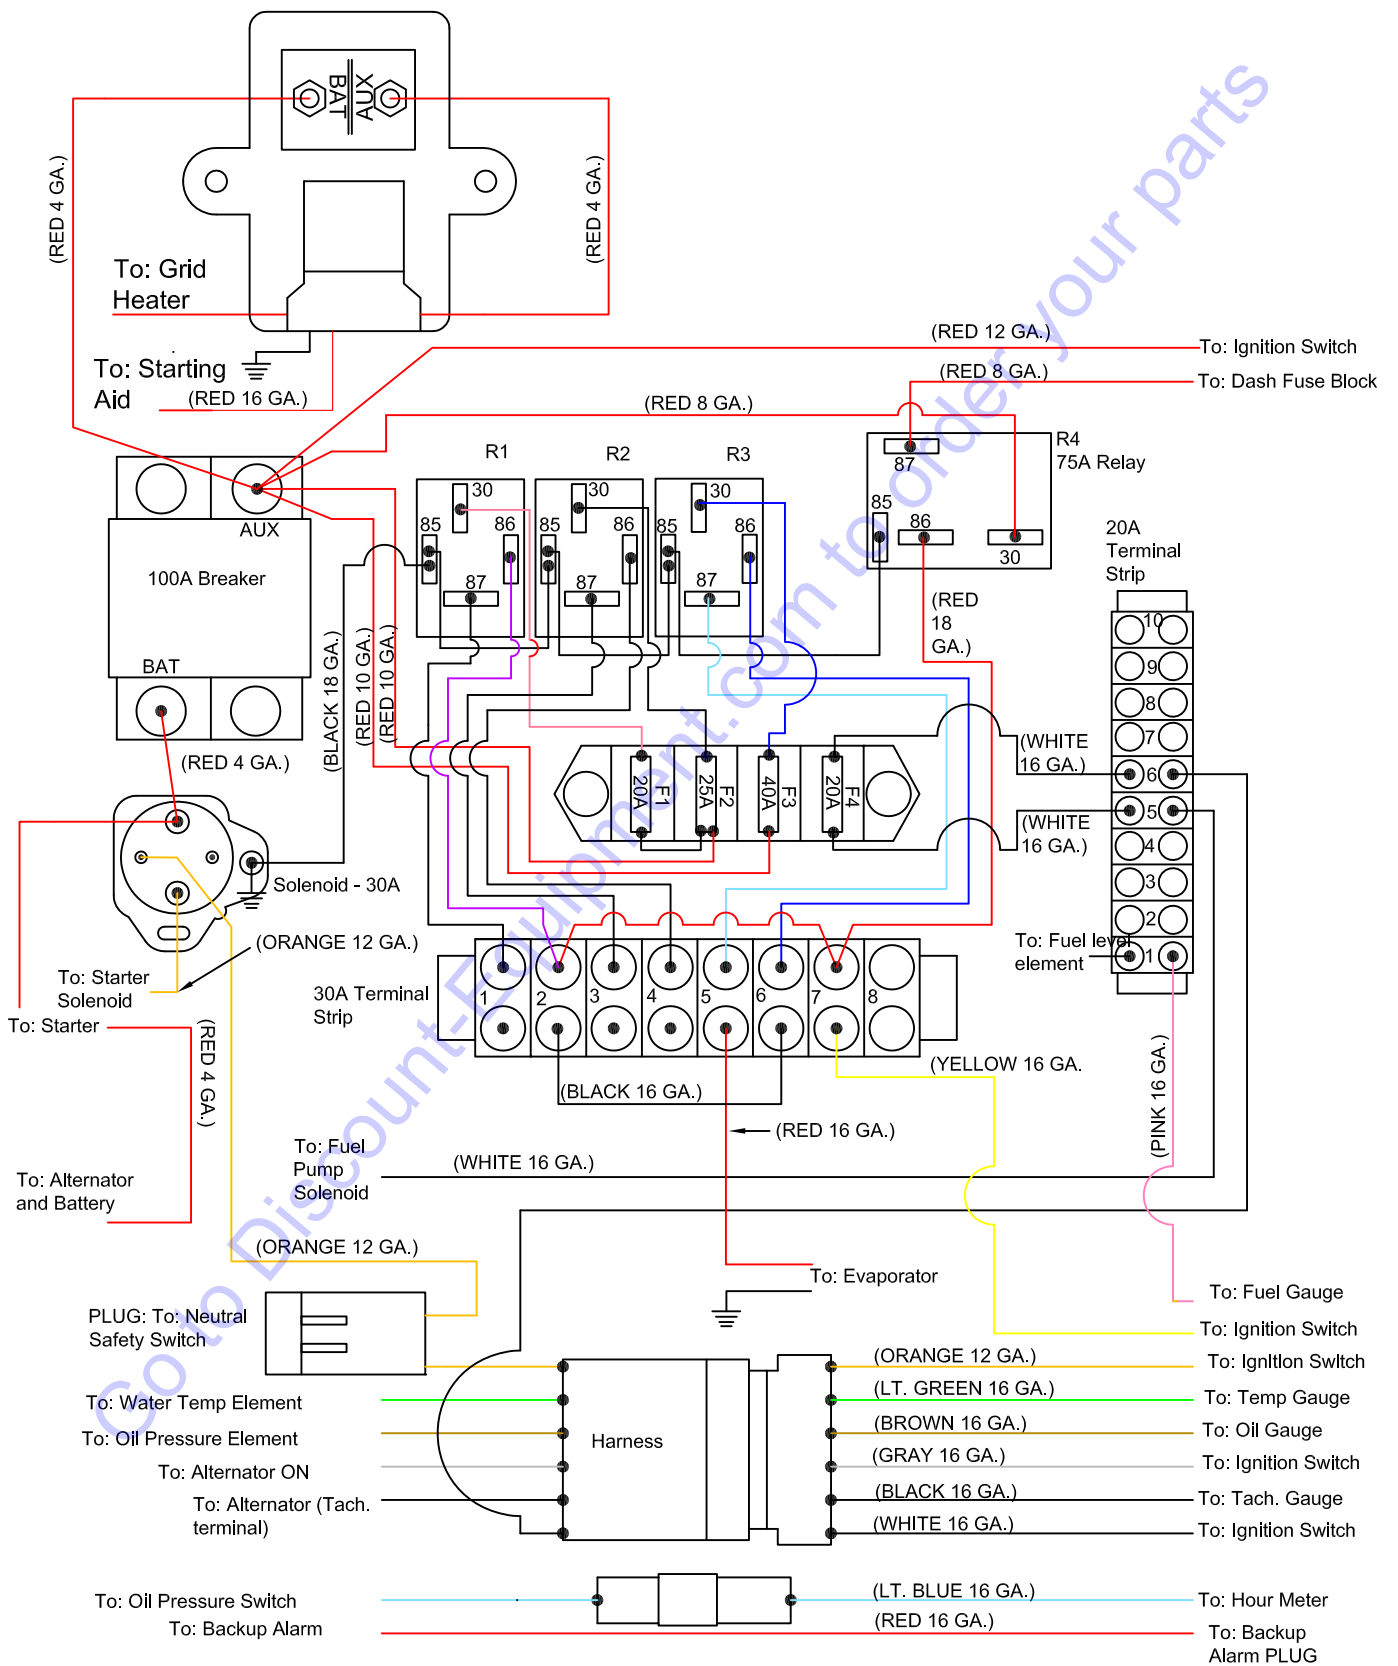 BAT
AUX
(RED 4 GA.)
(RED 4 GA.)
To: Grid
Heater
To: Starting
Aid
(RED 16 GA.)
(RED 12 GA.)
To: Ignition Switch
(RED 8 GA.)
To: Dash Fuse Block
(RED 8 GA.)
R1
R2
R3
R4
75A Relay
30
85
86
87
30
85
86
87
30
85
86
87
87
85
86
30
AUX
100A Breaker
BAT
(RED 4 GA.)
(BLACK 18 GA.)
(RED 10 GA.)
(RED 10 GA.)
(RED
18
GA.)
20A
Terminal
Strip
10
9
8
7
6
5
4
3
2
1
F1
20A
F2
25A
F3
40A
F4
20A
(WHITE
16 GA.)
(WHITE
16 GA.)
Solenoid - 30A
(ORANGE 12 GA.)
To: Starter
Solenoid
To: Starter
(RED 4 GA.)
To: Fuel level
element
30A Terminal
Strip
1
2
3
4
5
6
7
8
(YELLOW 16 GA.
(BLACK 16 GA.)
(RED 16 GA.)
(PINK 16 GA.)
To: Fuel
Pump
Solenoid
(WHITE 16 GA.)
To: Alternator
and Battery
(ORANGE 12 GA.)
To: Evaporator
PLUG: To: Neutral
Safety Switch
To: Fuel Gauge
To: Ignition Switch
(ORANGE 12 GA.)
To: Ignition Switch
To: Water Temp Element
(LT. GREEN 16 GA.)
To: Temp Gauge
To: Oil Pressure Element
Harness
(BROWN 16 GA.)
To: Oil Gauge
To: Alternator ON
(GRAY 16 GA.)
To: Ignition Switch
To: Alternator (Tach.
terminal)
(BLACK 16 GA.)
To: Tach. Gauge
(WHITE 16 GA.)
To: Ignition Switch
To: Oil Pressure Switch
(LT. BLUE 16 GA.)
To: Hour Meter
To: Backup Alarm
(RED 16 GA.)
To: Backup
Alarm PLUG
Go to Discount-Equipment.com to order your parts